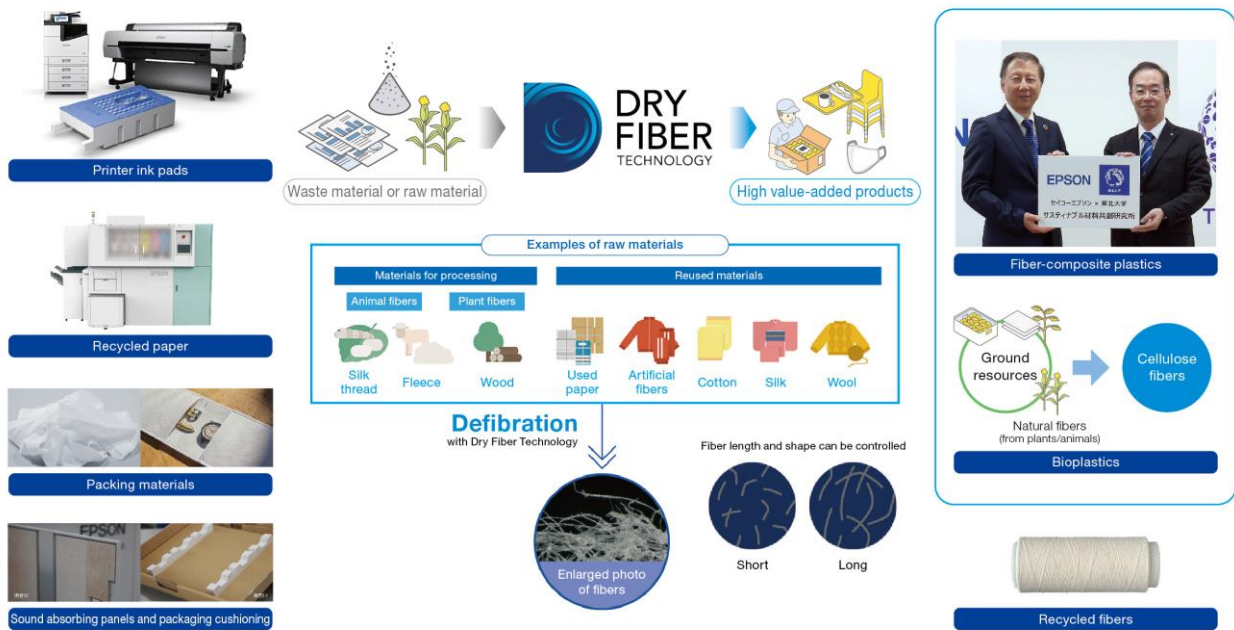 Printer ink pads
EPSON
Recycled paper
Packing materials
EPSON
Sound absorbing panels and packaging cushioning
Waste material or raw material
DRY
FIBER
TECHNOLOGY
High value-added products
Examples of raw materials
Materials for processing
Reused materials
Animal fibers
Plant fibers
Silk
thread
Fleece
Wood
Used
paper
Artificial
fibers
Cotton
Silk
Wool
Defibration
with Dry Fiber Technology
Enlarged photo
of fibers
Fiber length and shape can be controlled
Short
Long
EPSON
セイコーエプソン × 東北大学
サスティナブル材料共創研究所
Fiber-composite plastics
Ground
resources
Cellulose
fibers
Natural fibers
(from plants/animals)
Bioplastics
Recycled fibers